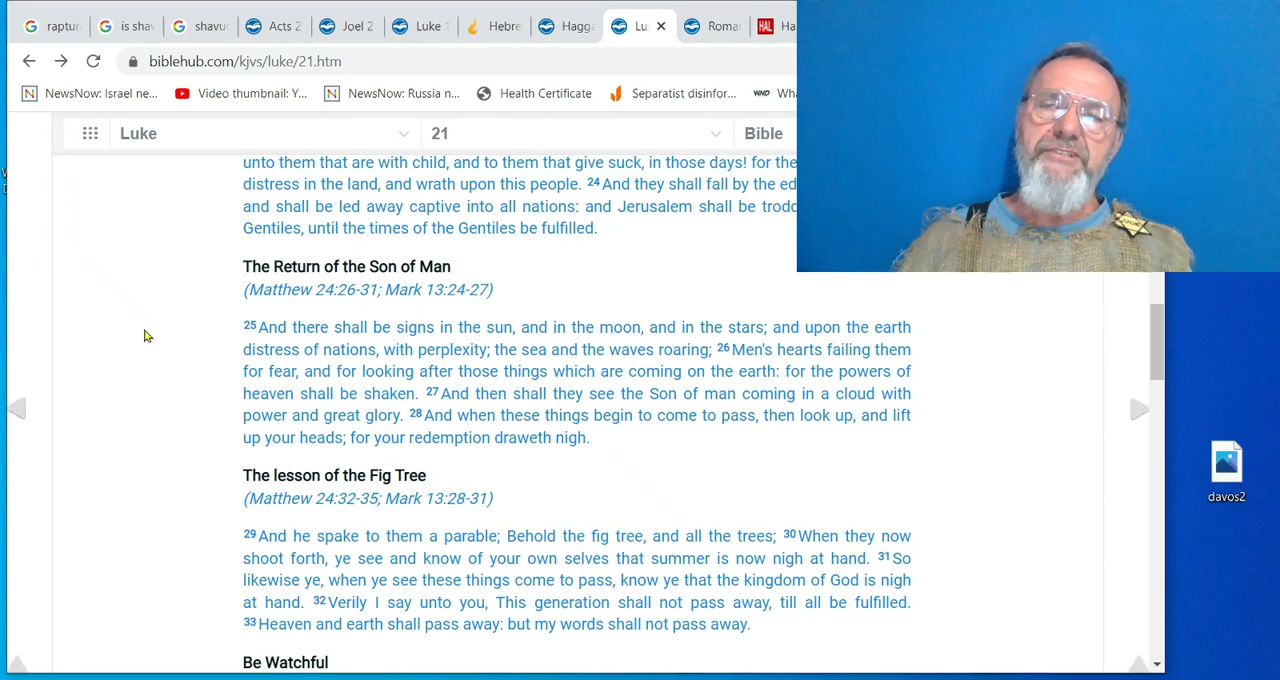 raptur
is shav
shavu
Acts 2
Joel 2
Luke 1
Hebre
Hagga
Lu
Roma
HAL
Ha
biblehub.com/kjvs/luke/21.htm
NewsNow: Israel ne...
Video thumbnail: Y...
NewsNow: Russia n...
Health Certificate
Separatist disinfor...
WND
Wha
Luke
21
Bible
unto them that are with child, and to them that give suck, in those days! for the
distress in the land, and wrath upon this people. 24 And they shall fall by the ed
and shall be led away captive into all nations: and Jerusalem shall be trodd
Gentiles, until the times of the Gentiles be fulfilled.
The Return of the Son of Man
(Matthew 24:26-31; Mark 13:24-27)
25 And there shall be signs in the sun, and in the moon, and in the stars; and upon the earth
distress of nations, with perplexity; the sea and the waves roaring; 26 Men's hearts failing them
for fear, and for looking after those things which are coming on the earth: for the powers of
heaven shall be shaken. 27 And then shall they see the Son of man coming in a cloud with
power and great glory. 28 And when these things begin to come to pass, then look up, and lift
up your heads; for your redemption draweth nigh.
The lesson of the Fig Tree
(Matthew 24:32-35; Mark 13:28-31)
29 And he spake to them a parable; Behold the fig tree, and all the trees; 30 When they now
shoot forth, ye see and know of your own selves that summer is now nigh at hand. 31 So
likewise ye, when ye see these things come to pass, know ye that the kingdom of God is nigh
at hand. 32 Verily I say unto you, This generation shall not pass away, till all be fulfilled.
33 Heaven and earth shall pass away: but my words shall not pass away.
Be Watchful
davos2